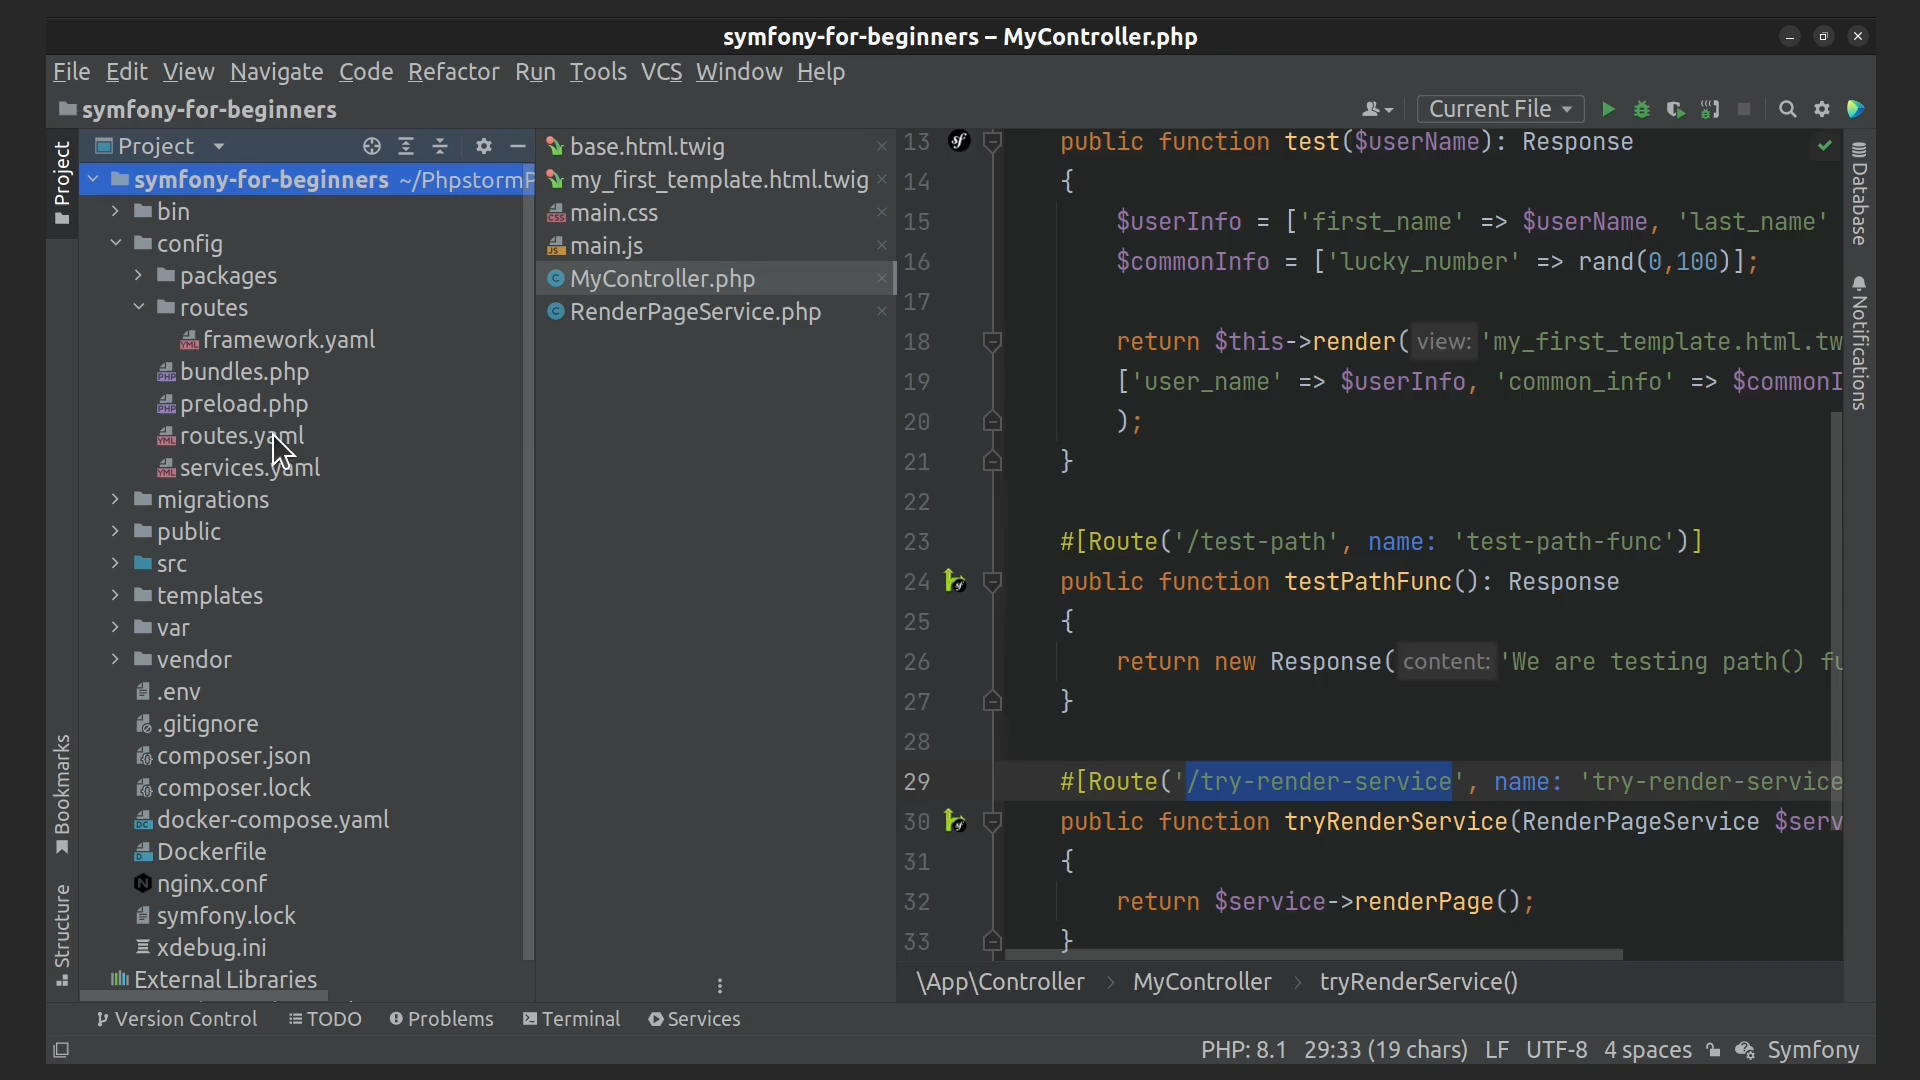 symfony-for-beginners – MyController.php
File Edit View Navigate Code Refactor Run Tools VCS Window Help
symfony-for-beginners
Current File
Project
Project
symfony-for-beginners ~/PhpstormP
bin
config
packages
routes
framework.yaml
bundles.php
preload.php
routes.yaml
services.yaml
migrations
public
src
templates
var
vendor
.env
.gitignore
composer.json
composer.lock
docker-compose.yaml
Dockerfile
nginx.conf
symfony.lock
xdebug.ini
External Libraries
Bookmarks
Structure
base.html.twig
my_first_template.html.twig
main.css
main.js
MyController.php
RenderPageService.php
13 public function test($userName): Response
14 {
15 $userInfo = ['first_name' => $userName, 'last_name'
16 $commonInfo = ['lucky_number' => rand(0,100)];
17
18 return $this->render( view: 'my_first_template.html.tw
19 ['user_name' => $userInfo, 'common_info' => $commonI
20 );
21 }
22
23 #[Route('/test-path', name: 'test-path-func')]
24 public function testPathFunc(): Response
25 {
26 return new Response( content: 'We are testing path() fu
27 }
28
29 #[Route('/try-render-service', name: 'try-render-service
30 public function tryRenderService(RenderPageService $serv
31 {
32 return $service->renderPage();
33 }
Database
Notifications
\App\Controller > MyController > tryRenderService()
Version Control TODO Problems Terminal Services
PHP: 8.1 29:33 (19 chars) LF UTF-8 4 spaces Symfony